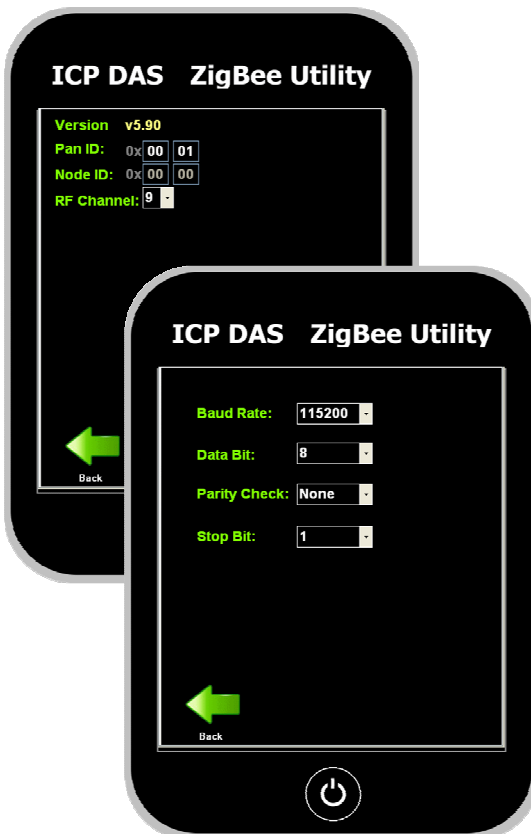 ICP DAS ZigBee Utility
Version v5.90
Pan ID: 0x 00 01
Node ID: 0x 00 00
RF Channel: 9
Back
ICP DAS ZigBee Utility
Baud Rate: 115200
Data Bit: 8
Parity Check: None
Stop Bit: 1
Back